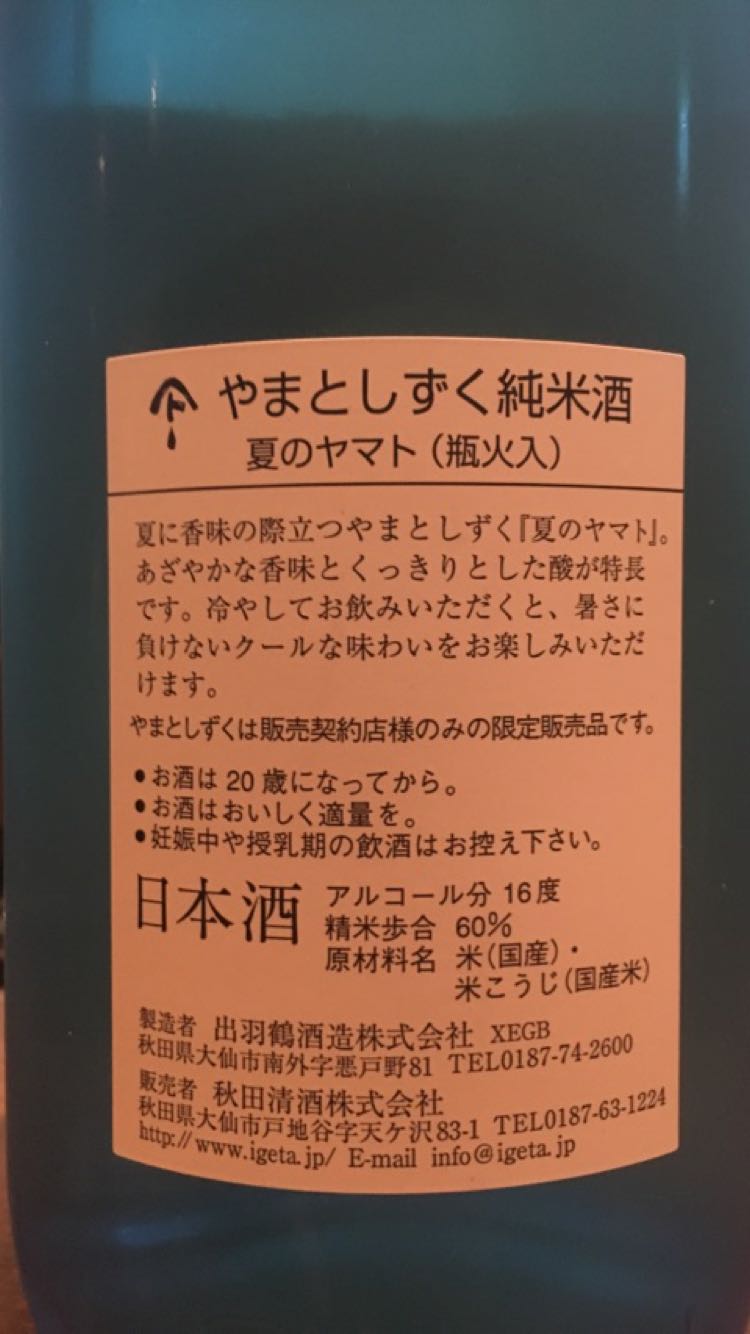 やまとしずく純米酒
夏のヤマト（瓶火入）
夏に香味の際立つやまとしずく『夏のヤマト』。
あざやかな香味とくっきりとした酸が特長
です。冷やしてお飲みいただくと、暑さに
負けないクールな味わいをお楽しみいただ
けます。
やまとしずくは販売契約店様のみの限定販売品です。
●お酒は20歳になってから。
●お酒はおいしく適量を。
●妊娠中や授乳期の飲酒はお控え下さい。
日本酒 アルコール分 16度
精米歩合 60%
原材料名 米（国産）・
米こうじ（国産米）
製造者 出羽鶴酒造株式会社 XEGB
秋田県大仙市南外字悪戸野81 TEL0187-74-2600
販売者 秋田清酒株式会社
秋田県大仙市戸地谷字天ケ沢83-1 TEL0187-63-1224
http://www.igeta.jp/ E-mail info@igeta.jp